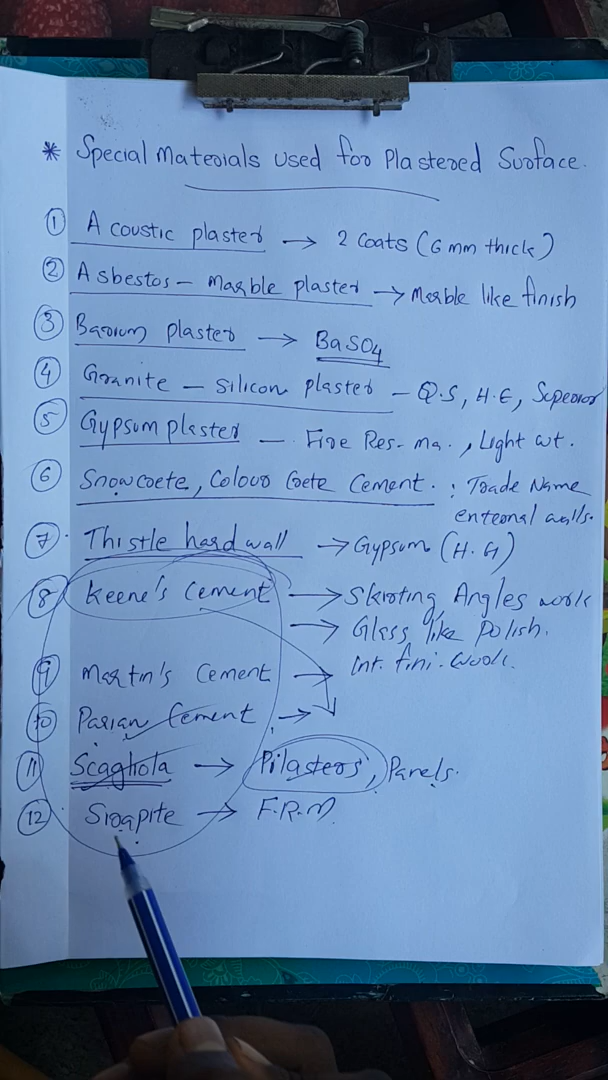 * Special Materials used for Plastered Surface.
① Acoustic plaster → 2 coats (6 mm thick)
② Asbestos - Marble plaster → Marble like finish
③ Barium plaster → BaSO4
④ Granite - silicon plaster - Q.S, H.E, Superior
⑤ Gypsum plaster - Fire Res. ma., Light wt.
⑥ Snowcrete, Colour Crete Cement. : Trade Name
enternal walls.
⑦ Thistle hard wall → Gypsum (H.G)
⑧ Keene's Cement → Skirting, Angles work
→ Glass like Polish.
⑨ Martin's Cement → Int. fini. work.
⑩ Parian Cement →
⑪ Scagliola → Pilasters, Panels.
⑫ Sirapite → F.R.M